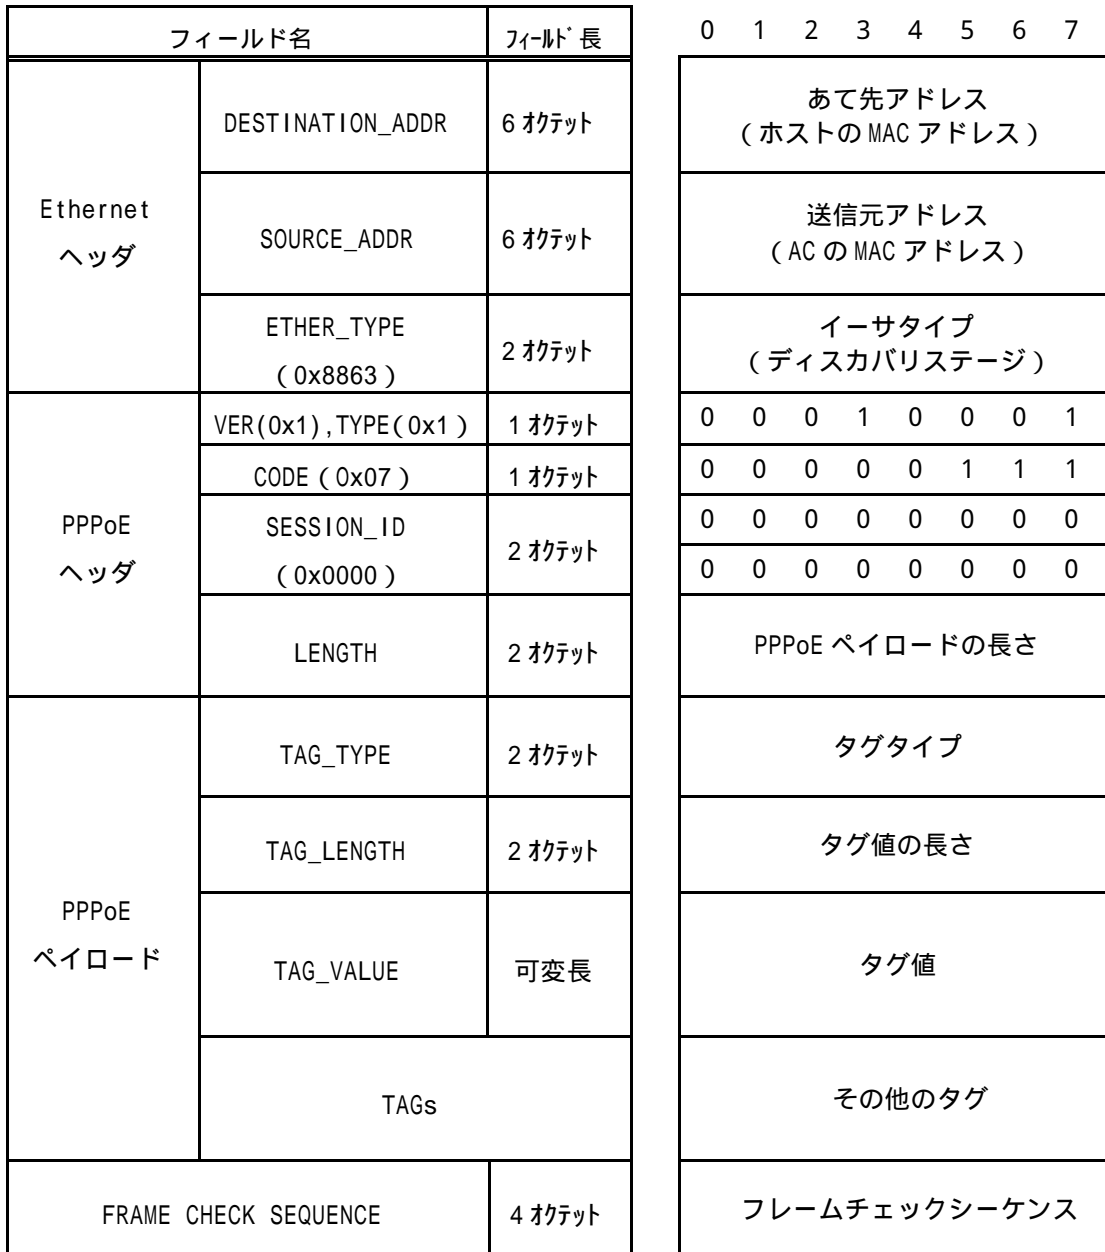 フィールド名 フィールド長 0 1 2 3 4 5 6 7
Ethernet
ヘッダ
DESTINATION_ADDR 6 オクテット
あて先アドレス
(ホストの MAC アドレス)
SOURCE_ADDR 6 オクテット
送信元アドレス
(AC の MAC アドレス)
ETHER_TYPE
(0x8863)
2 オクテット
イーサタイプ
(ディスカバリステージ)
PPPoE
ヘッダ
VER(0x1),TYPE(0x1) 1 オクテット 0 0 0 1 0 0 0 1
CODE(0x07) 1 オクテット 0 0 0 0 0 1 1 1
SESSION_ID
(0x0000)
2 オクテット
0 0 0 0 0 0 0 0
0 0 0 0 0 0 0 0
LENGTH 2 オクテット PPPoE ペイロードの長さ
PPPoE
ペイロード
TAG_TYPE 2 オクテット タグタイプ
TAG_LENGTH 2 オクテット タグ値の長さ
TAG_VALUE 可変長 タグ値
TAGs その他のタグ
FRAME CHECK SEQUENCE 4 オクテット フレームチェックシーケンス